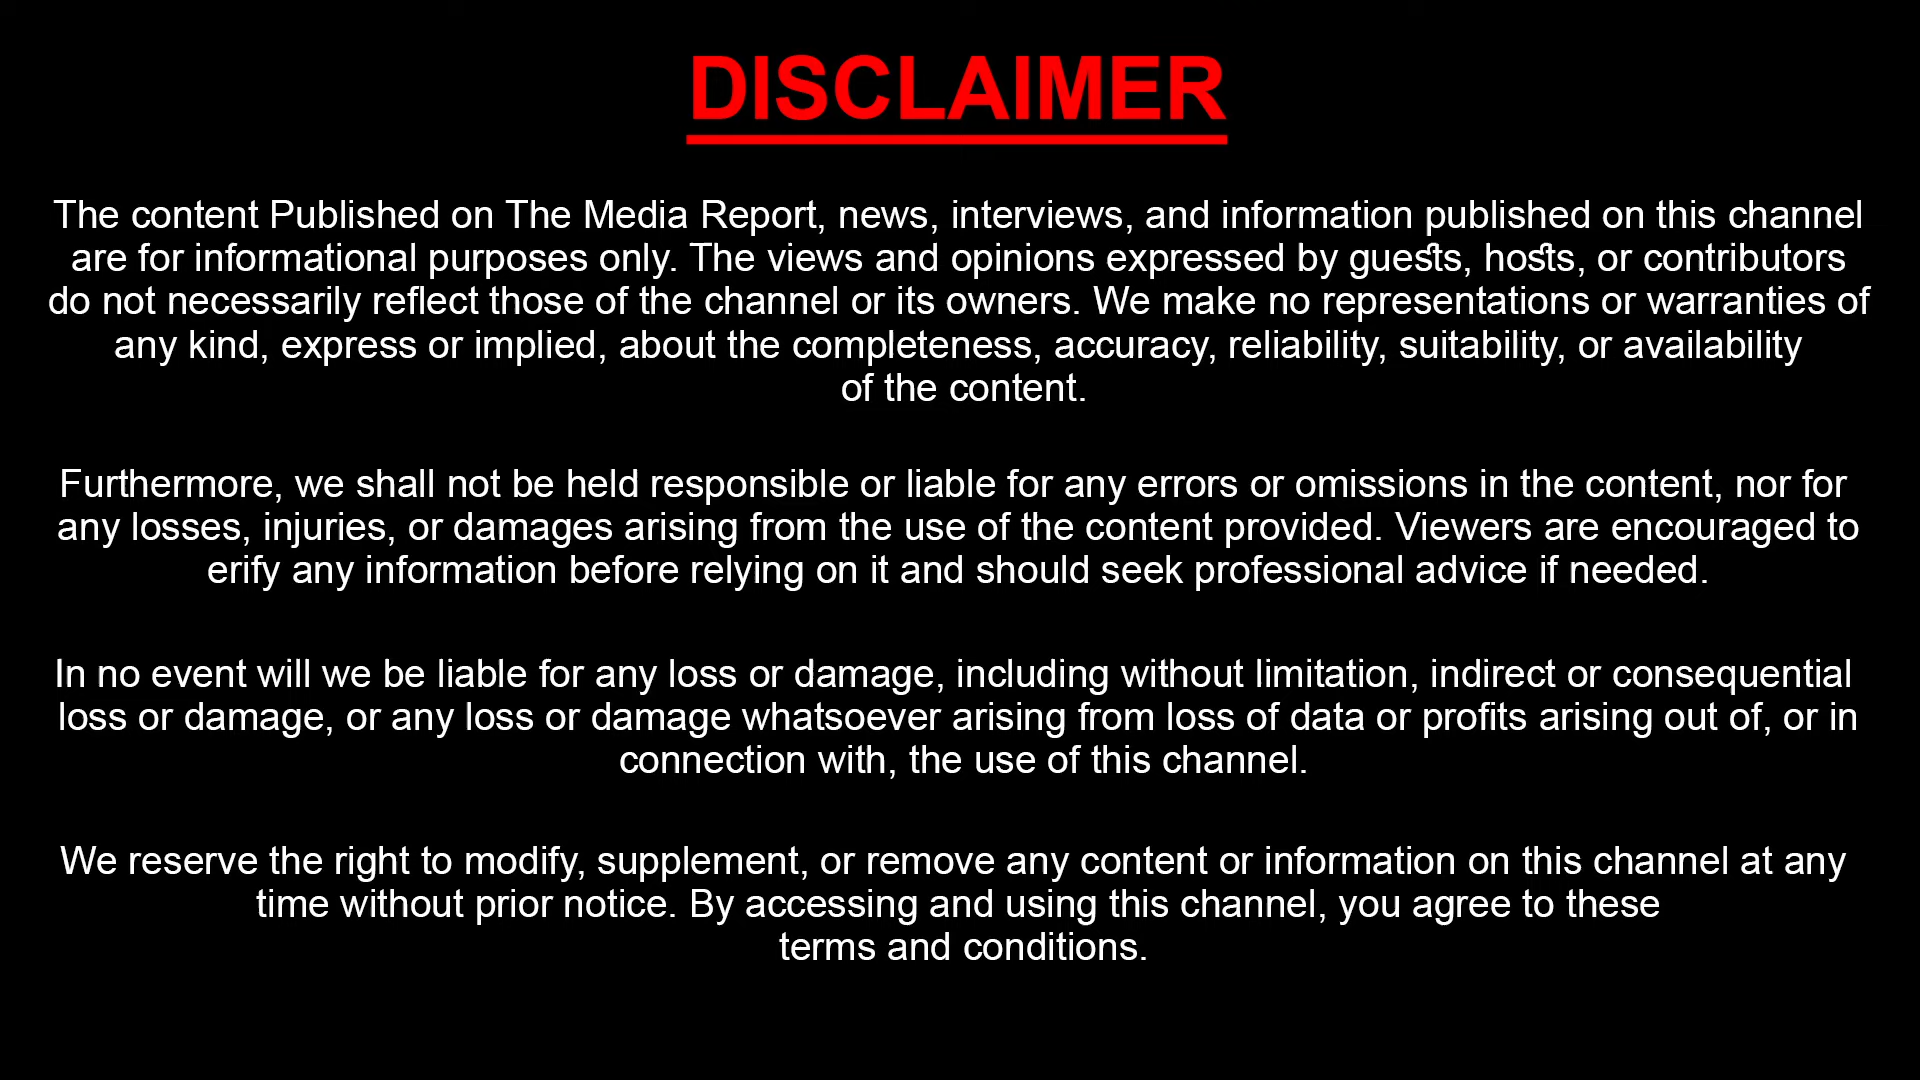 DISCLAIMER
The content Published on The Media Report, news, interviews, and information published on this channel
are for informational purposes only. The views and opinions expressed by guests, hosts, or contributors
do not necessarily reflect those of the channel or its owners. We make no representations or warranties of
any kind, express or implied, about the completeness, accuracy, reliability, suitability, or availability
of the content.
Furthermore, we shall not be held responsible or liable for any errors or omissions in the content, nor for
any losses, injuries, or damages arising from the use of the content provided. Viewers are encouraged to
erify any information before relying on it and should seek professional advice if needed.
In no event will we be liable for any loss or damage, including without limitation, indirect or consequential
loss or damage, or any loss or damage whatsoever arising from loss of data or profits arising out of, or in
connection with, the use of this channel.
We reserve the right to modify, supplement, or remove any content or information on this channel at any
time without prior notice. By accessing and using this channel, you agree to these
terms and conditions.